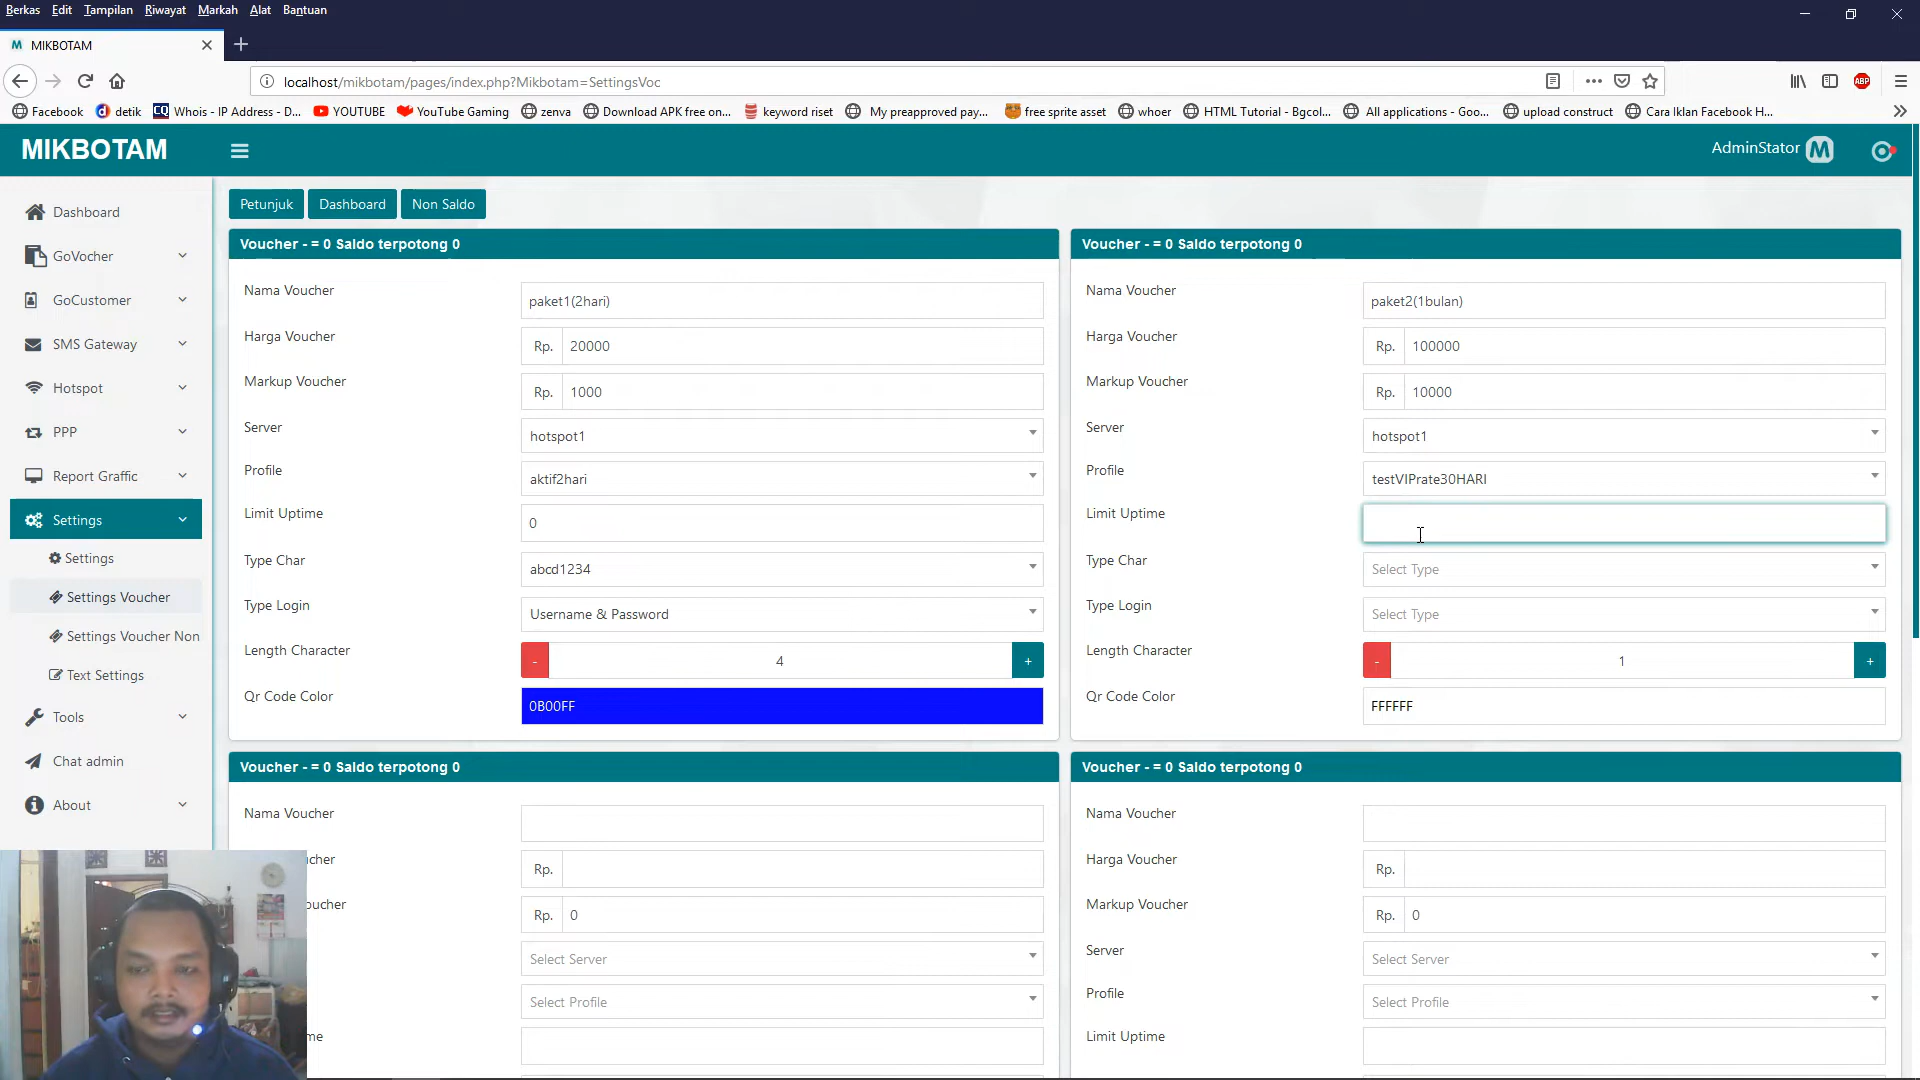 Berkas Edit Tampilan Riwayat Markah Alat Bantuan
MIKBOTAM
localhost/mikbotam/pages/index.php?Mikbotam=SettingsVoc
Facebook detik Whois - IP Address - D... YOUTUBE YouTube Gaming zenva Download APK free on... keyword riset My preapproved pay... free sprite asset whoer HTML Tutorial - Bgcol... All applications - Goo... upload construct Cara Iklan Facebook H...
MIKBOTAM
AdminStator
Dashboard
GoVocher
GoCustomer
SMS Gateway
Hotspot
PPP
Report Graffic
Settings
Settings
Settings Voucher
Settings Voucher Non
Text Settings
Tools
Chat admin
About
Petunjuk Dashboard Non Saldo
Voucher - = 0 Saldo terpotong 0
Nama Voucher paket1(2hari)
Harga Voucher Rp. 20000
Markup Voucher Rp. 1000
Server hotspot1
Profile aktif2hari
Limit Uptime 0
Type Char abcd1234
Type Login Username & Password
Length Character - 4 +
Qr Code Color 0B00FF
Voucher - = 0 Saldo terpotong 0
Nama Voucher paket2(1bulan)
Harga Voucher Rp. 100000
Markup Voucher Rp. 10000
Server hotspot1
Profile testVIPrate30HARI
Limit Uptime
Type Char Select Type
Type Login Select Type
Length Character - 1 +
Qr Code Color FFFFFF
Voucher - = 0 Saldo terpotong 0
Nama Voucher
ucher Rp.
oucher Rp. 0
Select Server
Select Profile
me
Voucher - = 0 Saldo terpotong 0
Nama Voucher
Harga Voucher Rp.
Markup Voucher Rp. 0
Server Select Server
Profile Select Profile
Limit Uptime